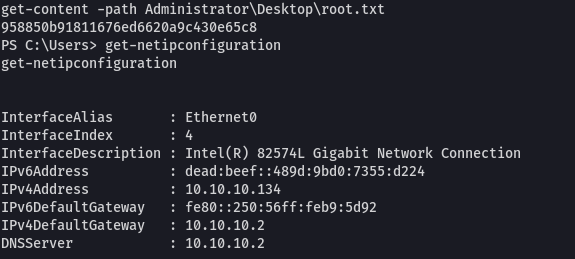 get-content -path Administrator\Desktop\root.txt
958850b91811676ed6620a9c430e65c8
PS C:\Users> get-netipconfiguration
get-netipconfiguration
InterfaceAlias       : Ethernet0
InterfaceIndex       : 4
InterfaceDescription : Intel(R) 82574L Gigabit Network Connection
IPv6Address          : dead:beef::489d:9bd0:7355:d224
IPv4Address          : 10.10.10.134
IPv6DefaultGateway   : fe80::250:56ff:feb9:5d92
IPv4DefaultGateway   : 10.10.10.2
DNSServer            : 10.10.10.2